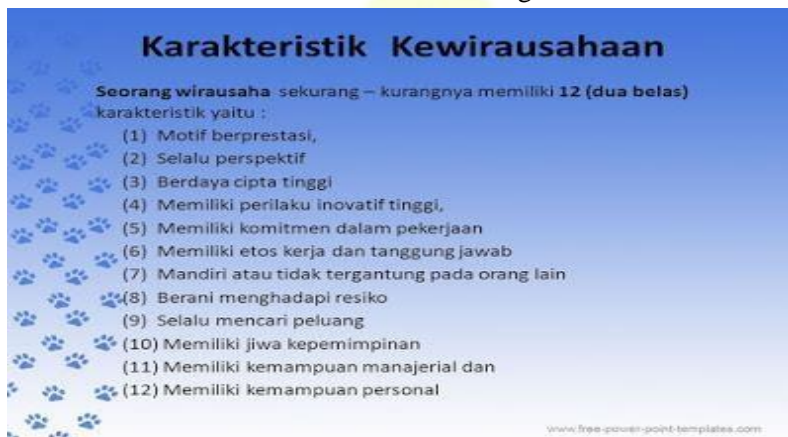 Karakteristik Kewirausahaan
Seorang wirausaha sekurang – kurangnya memiliki 12 (dua belas)
karakteristik yaitu :
(1) Motif berprestasi,
(2) Selalu perspektif
(3) Berdaya cipta tinggi
(4) Memiliki perilaku inovatif tinggi,
(5) Memiliki komitmen dalam pekerjaan
(6) Memiliki etos kerja dan tanggung jawab
(7) Mandiri atau tidak tergantung pada orang lain
(8) Berani menghadapi resiko
(9) Selalu mencari peluang
(10) Memiliki jiwa kepemimpinan
(11) Memiliki kemampuan manajerial dan
(12) Memiliki kemampuan personal
www.free-power-point-templates.com